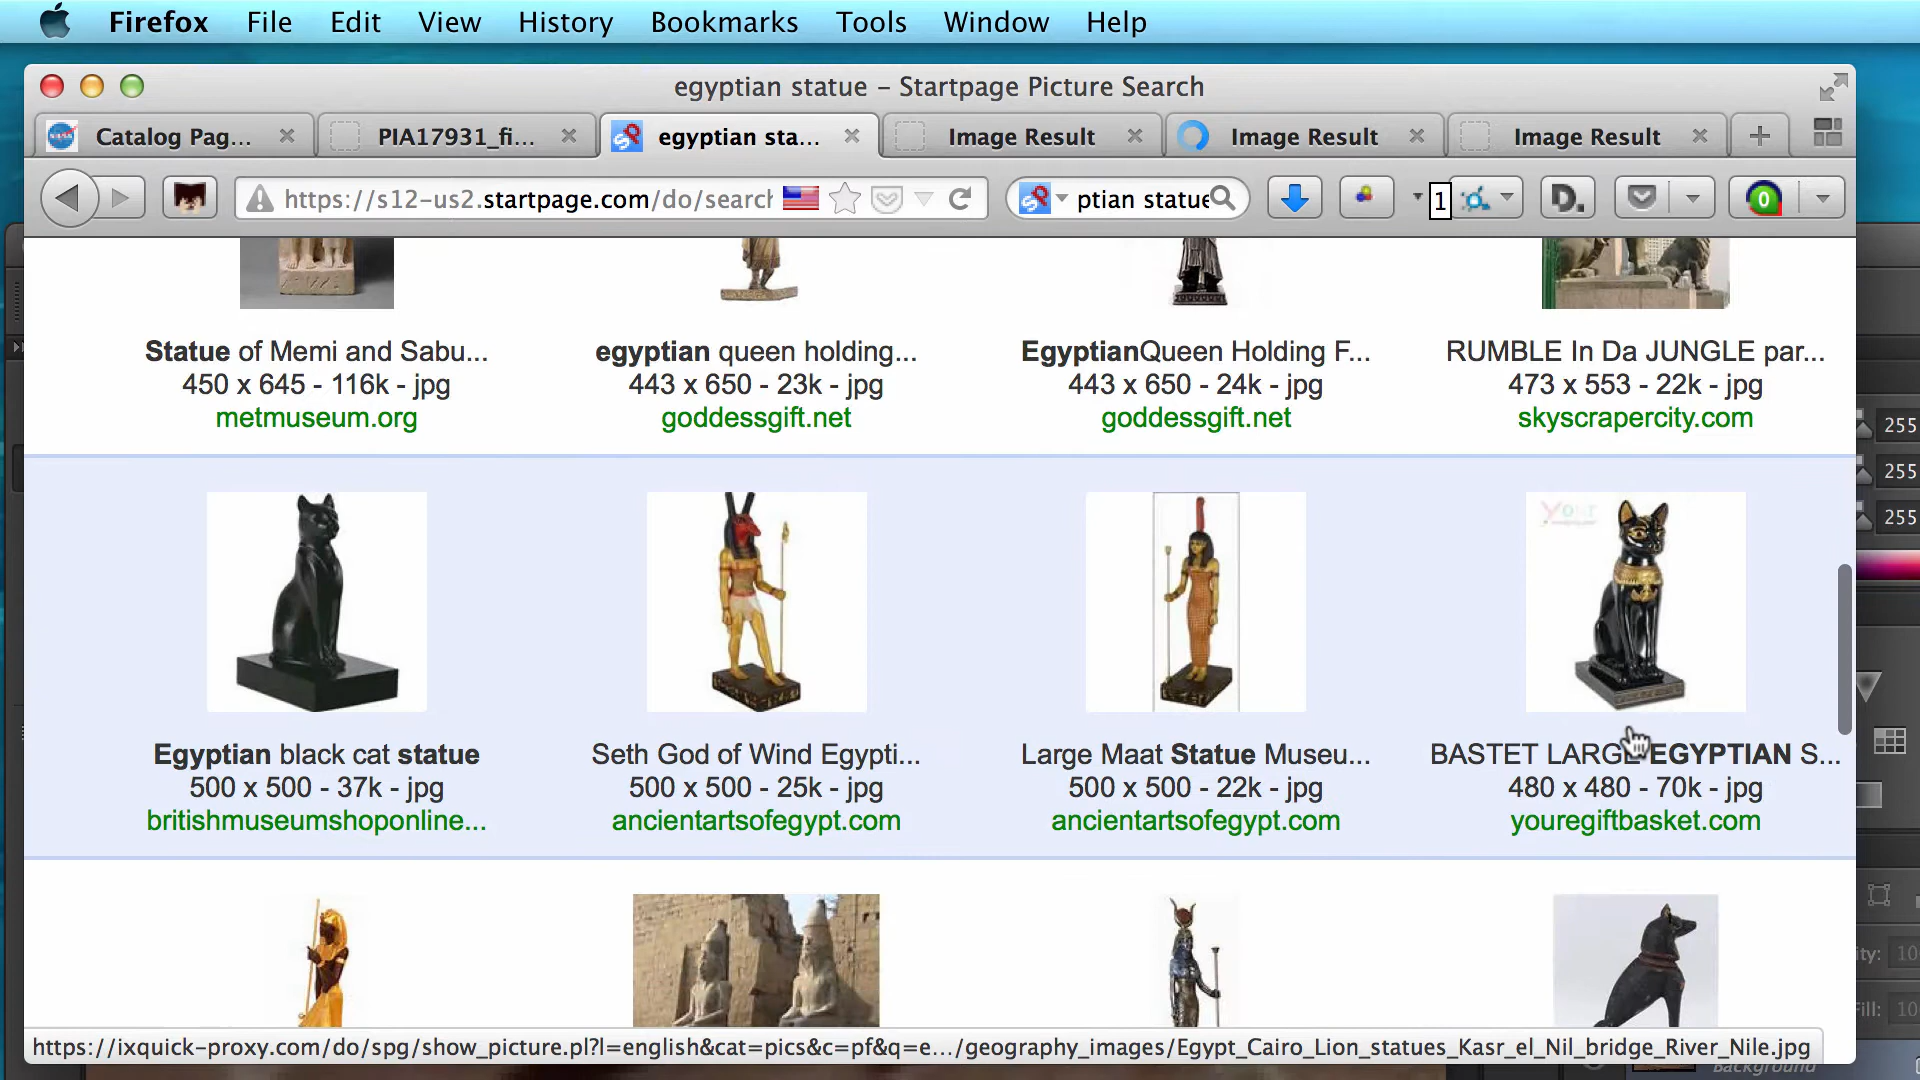 Firefox File Edit View History Bookmarks Tools Window Help
egyptian statue – Startpage Picture Search
Catalog Pag... PIA17931_fi... egyptian sta... Image Result Image Result Image Result
https://s12-us2.startpage.com/do/search ptian statue 1 D. 0
Statue of Memi and Sabu... egyptian queen holding... EgyptianQueen Holding F... RUMBLE In Da JUNGLE par...
450 x 645 - 116k - jpg 443 x 650 - 23k - jpg 443 x 650 - 24k - jpg 473 x 553 - 22k - jpg
metmuseum.org goddessgift.net goddessgift.net skyscrapercity.com
255
255
255
Your
Egyptian black cat statue Seth God of Wind Egypti... Large Maat Statue Museu... BASTET LARGE EGYPTIAN S...
500 x 500 - 37k - jpg 500 x 500 - 25k - jpg 500 x 500 - 22k - jpg 480 x 480 - 70k - jpg
britishmuseumshoponline... ancientartsofegypt.com ancientartsofegypt.com youregiftbasket.com
ity: 10
Fill: 10
https://ixquick-proxy.com/do/spg/show_picture.pl?l=english&cat=pics&c=pf&q=e.../geography_images/Egypt_Cairo_Lion_statues_Kasr_el_Nil_bridge_River_Nile.jpg
Background